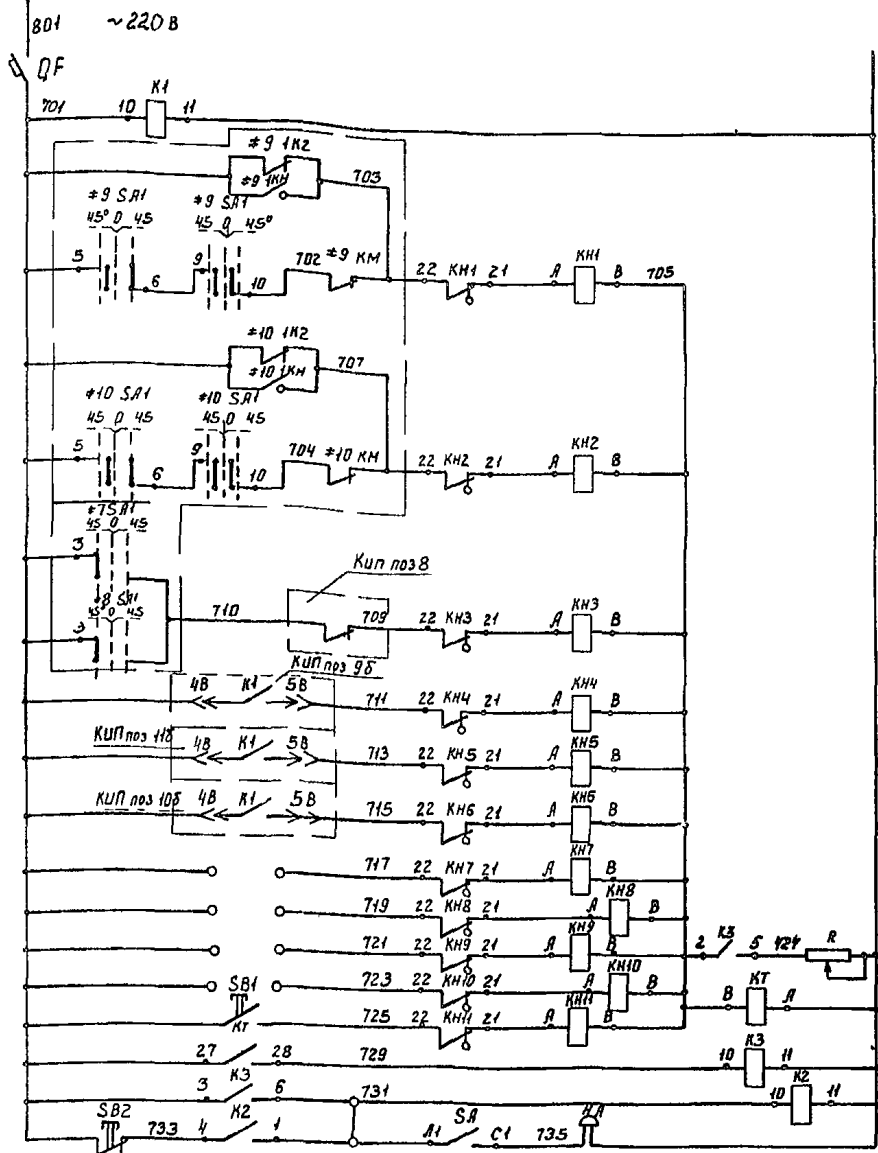 801 ~220 В
QF
701 10 К1 11
*9 1К2
*9 1КН 703
*9 SA1 *9 SA1
45° 0 45 45 0 45°
5 6 9 10 702 *9 КМ 22 КН1 21 А КН1 В 705
*10 1К2
*10 1КН 707
*10 SA1 *10 SA1
45 0 45 45 0 45
5 6 9 10 704 *10 КМ 22 КН2 21 А КН2 В
*7 SA1
45 0 45
3
Кип поз 8
*8 SA1
45° 0 45
3 710 709 22 КН3 21 А КН3 В
Кип поз 9б
4В К1 5В 711 22 КН4 21 А КН4 В
КИП поз 11б
4В К1 5В 713 22 КН5 21 А КН5 В
КИП поз 10б 4В К1 5В 715 22 КН6 21 А КН5 В
717 22 КН7 21 А КН7 В
719 22 КН8 21 А КН8 В
721 22 КН9 21 А КН9 В 2 К3 5 424 R
723 22 КН10 21 А КН10 В
SB1
В КТ А
КТ 725 22 КН11 21 А КН11 В
27 28 729 10 К3 11
3 К3 6 731 10 К2 11
SB2 733 4 К2 1 А1 SA С1 735 НА